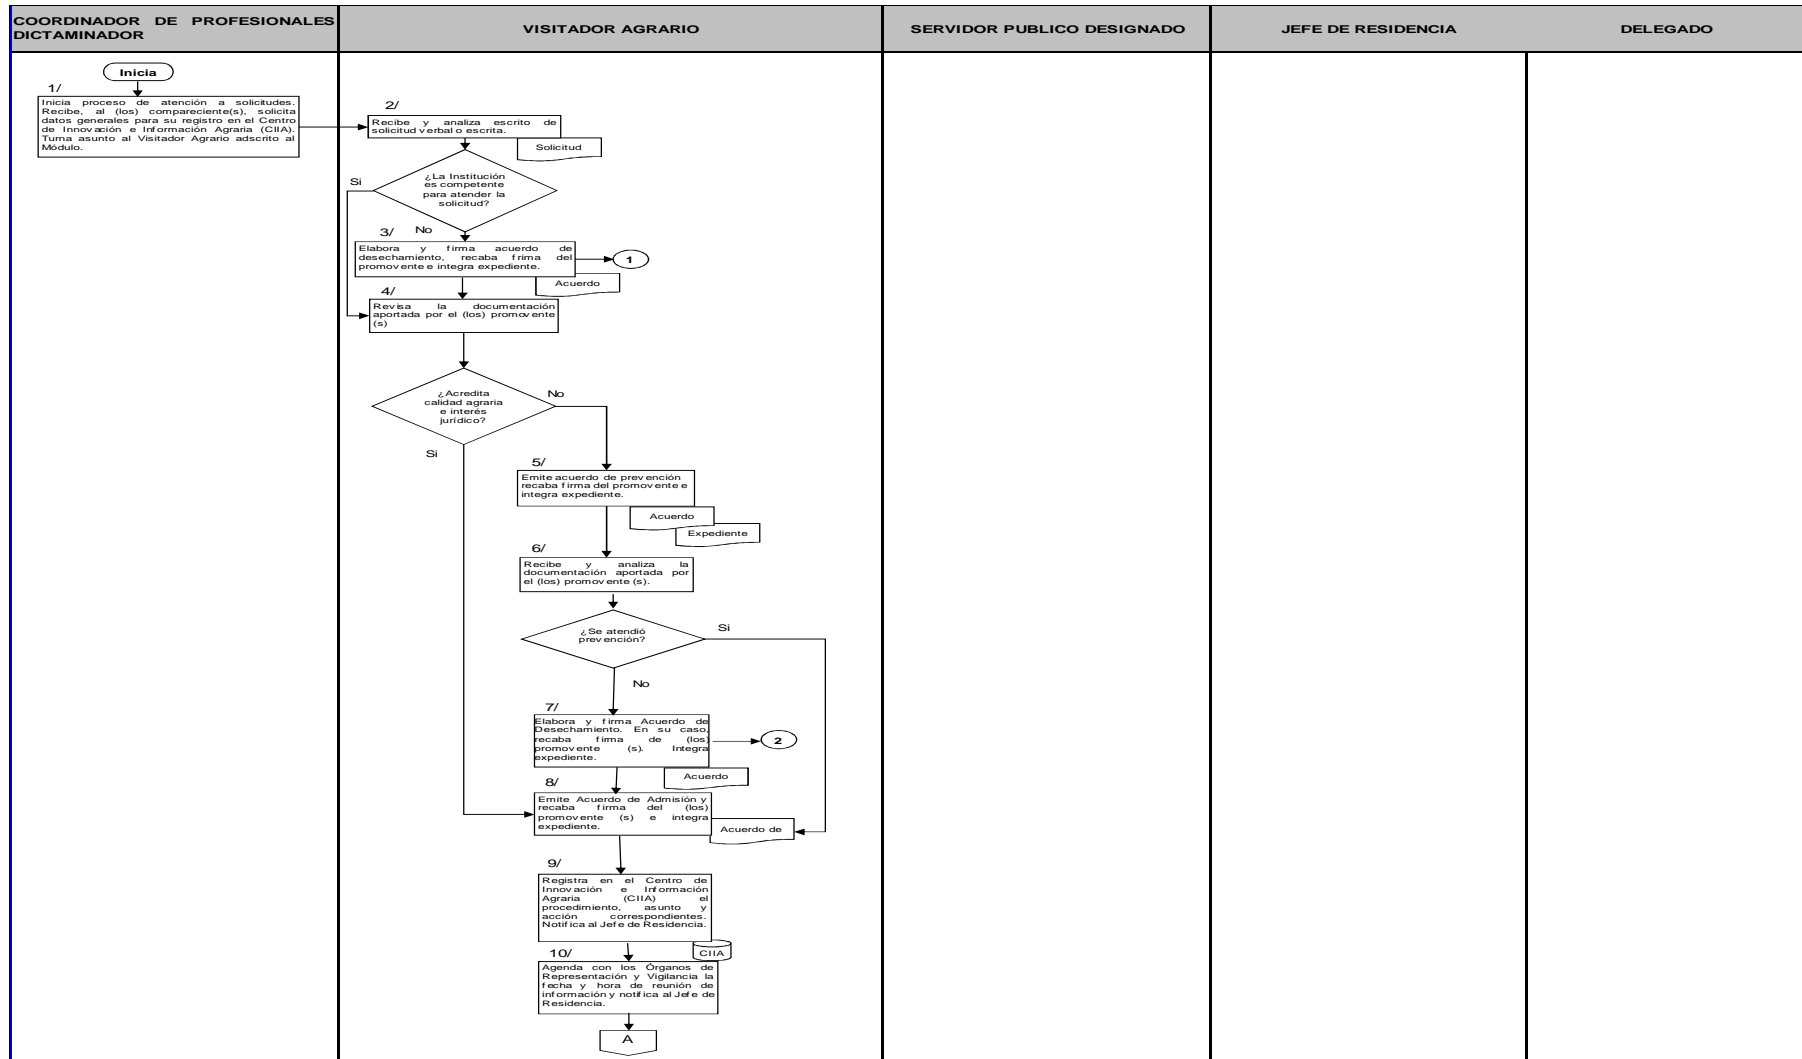 COORDINADOR DE PROFESIONALES
DICTAMINADOR
VISITADOR AGRARIO
SERVIDOR PUBLICO DESIGNADO
JEFE DE RESIDENCIA
DELEGADO
Inicia
1/
Inicia proceso de atención a solicitudes.
Recibe, al (los) compareciente(s), solicita
datos generales para su registro en el Centro
de Innovación e Información Agraria (CIIA).
Turna asunto al Visitador Agrario adscrito al
Módulo.
2/
Recibe y analiza escrito de
solicitud verbal o escrita.
Solicitud
¿La Institución
es competente
para atender la
solicitud?
Si
No
3/
Elabora y firma acuerdo de
desechamiento, recaba frima del
promovente e integra expediente.
1
Acuerdo
4/
Revisa la documentación
aportada por el (los) promovente
(s)
¿Acredita
calidad agraria
e interés
jurídico?
No
Si
5/
Emite acuerdo de prevención
recaba firma del promovente e
integra expediente.
Acuerdo
Expediente
6/
Recibe y analiza la
documentación aportada por
el (los) promovente (s).
¿Se atendió
prevención?
Si
No
7/
Elabora y firma Acuerdo de
Desechamiento. En su caso,
recaba firma de (los)
promovente (s). Integra
expediente.
2
Acuerdo
8/
Emite Acuerdo de Admisión y
recaba firma del (los)
promovente (s) e integra
expediente.
Acuerdo de
9/
Registra en el Centro de
Innovación e Información
Agraria (CIIA) el
procedimiento, asunto y
acción correspondientes.
Notifica al Jefe de Residencia.
CIIA
10/
Agenda con los Órganos de
Representación y Vigilancia la
fecha y hora de reunión de
información y notifica al Jefe de
Residencia.
A